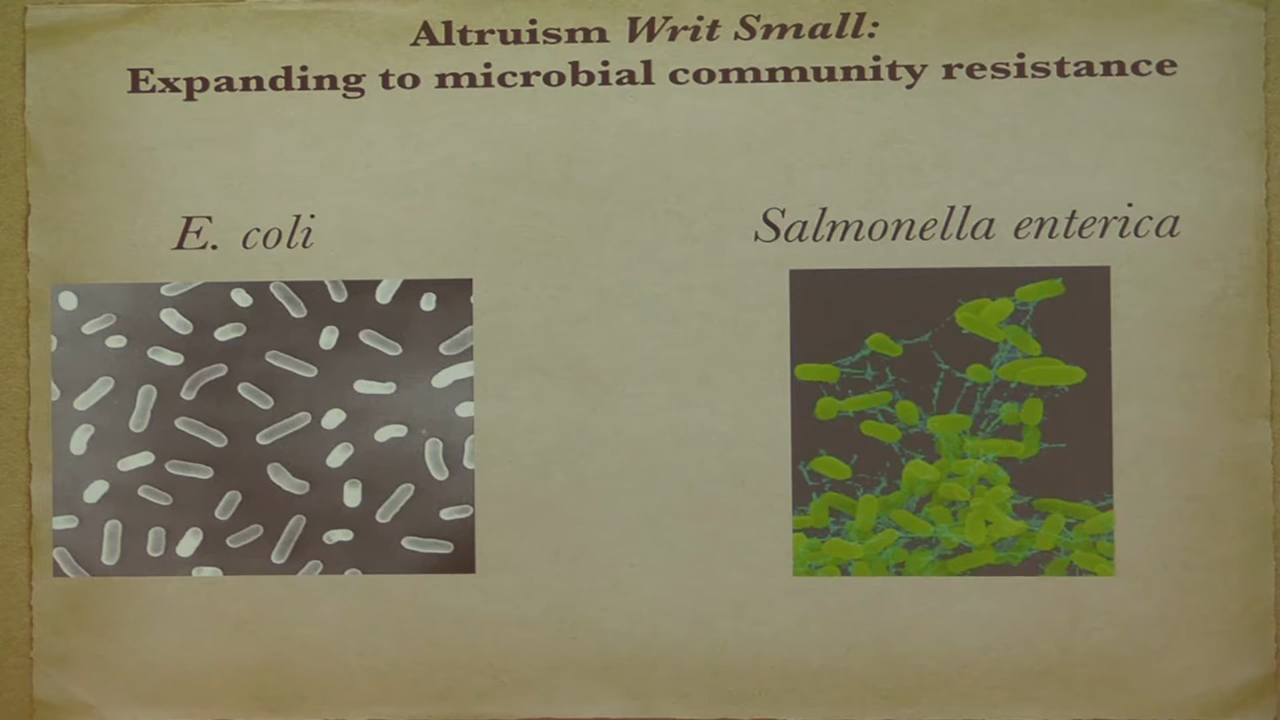 Altruism Writ Small:
Expanding to microbial community resistance
E. coli
Salmonella enterica